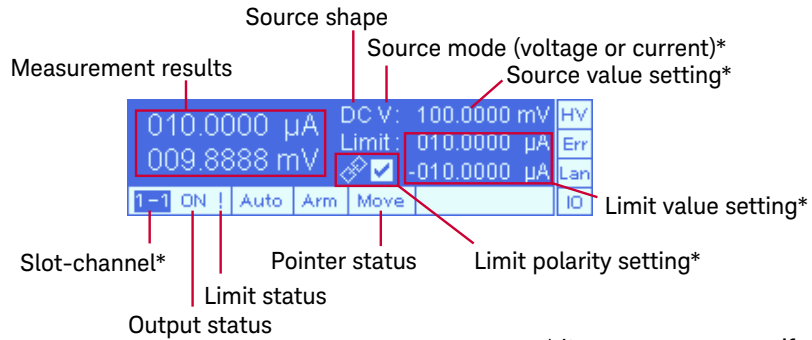 Source shape
Source mode (voltage or current)*
Source value setting*
Measurement results
010.0000 µA DC V: 100.0000 mV HV
Limit: 010.0000 µA Err
009.8888 mV -010.0000 µA Lan
1-1 ON ! Auto Arm Move IO
Limit value setting*
Slot-channel* Pointer status Limit polarity setting*
Limit status
Output status